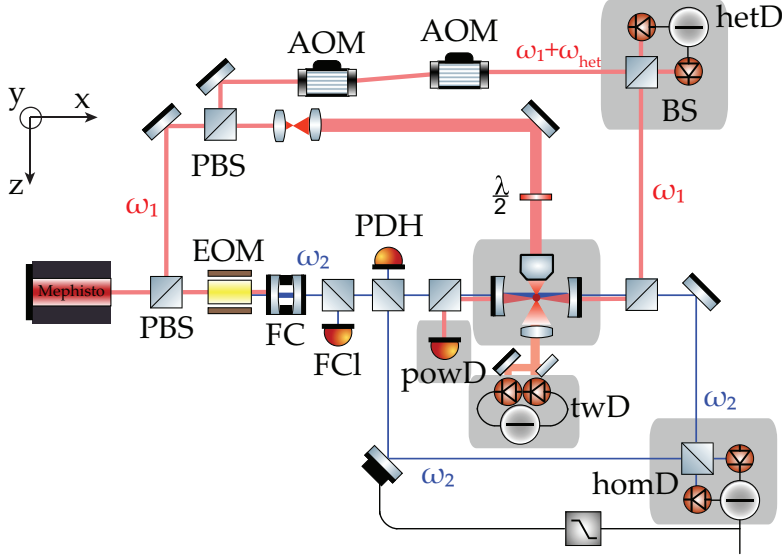 hetD
AOM
AOM
ω₁+ω_het
y
x
BS
PBS
z
λ/2
ω₁
ω₁
PDH
EOM
ω₂
Mephisto
PBS
FC
FCl
powD
twD
ω₂
ω₂
homD